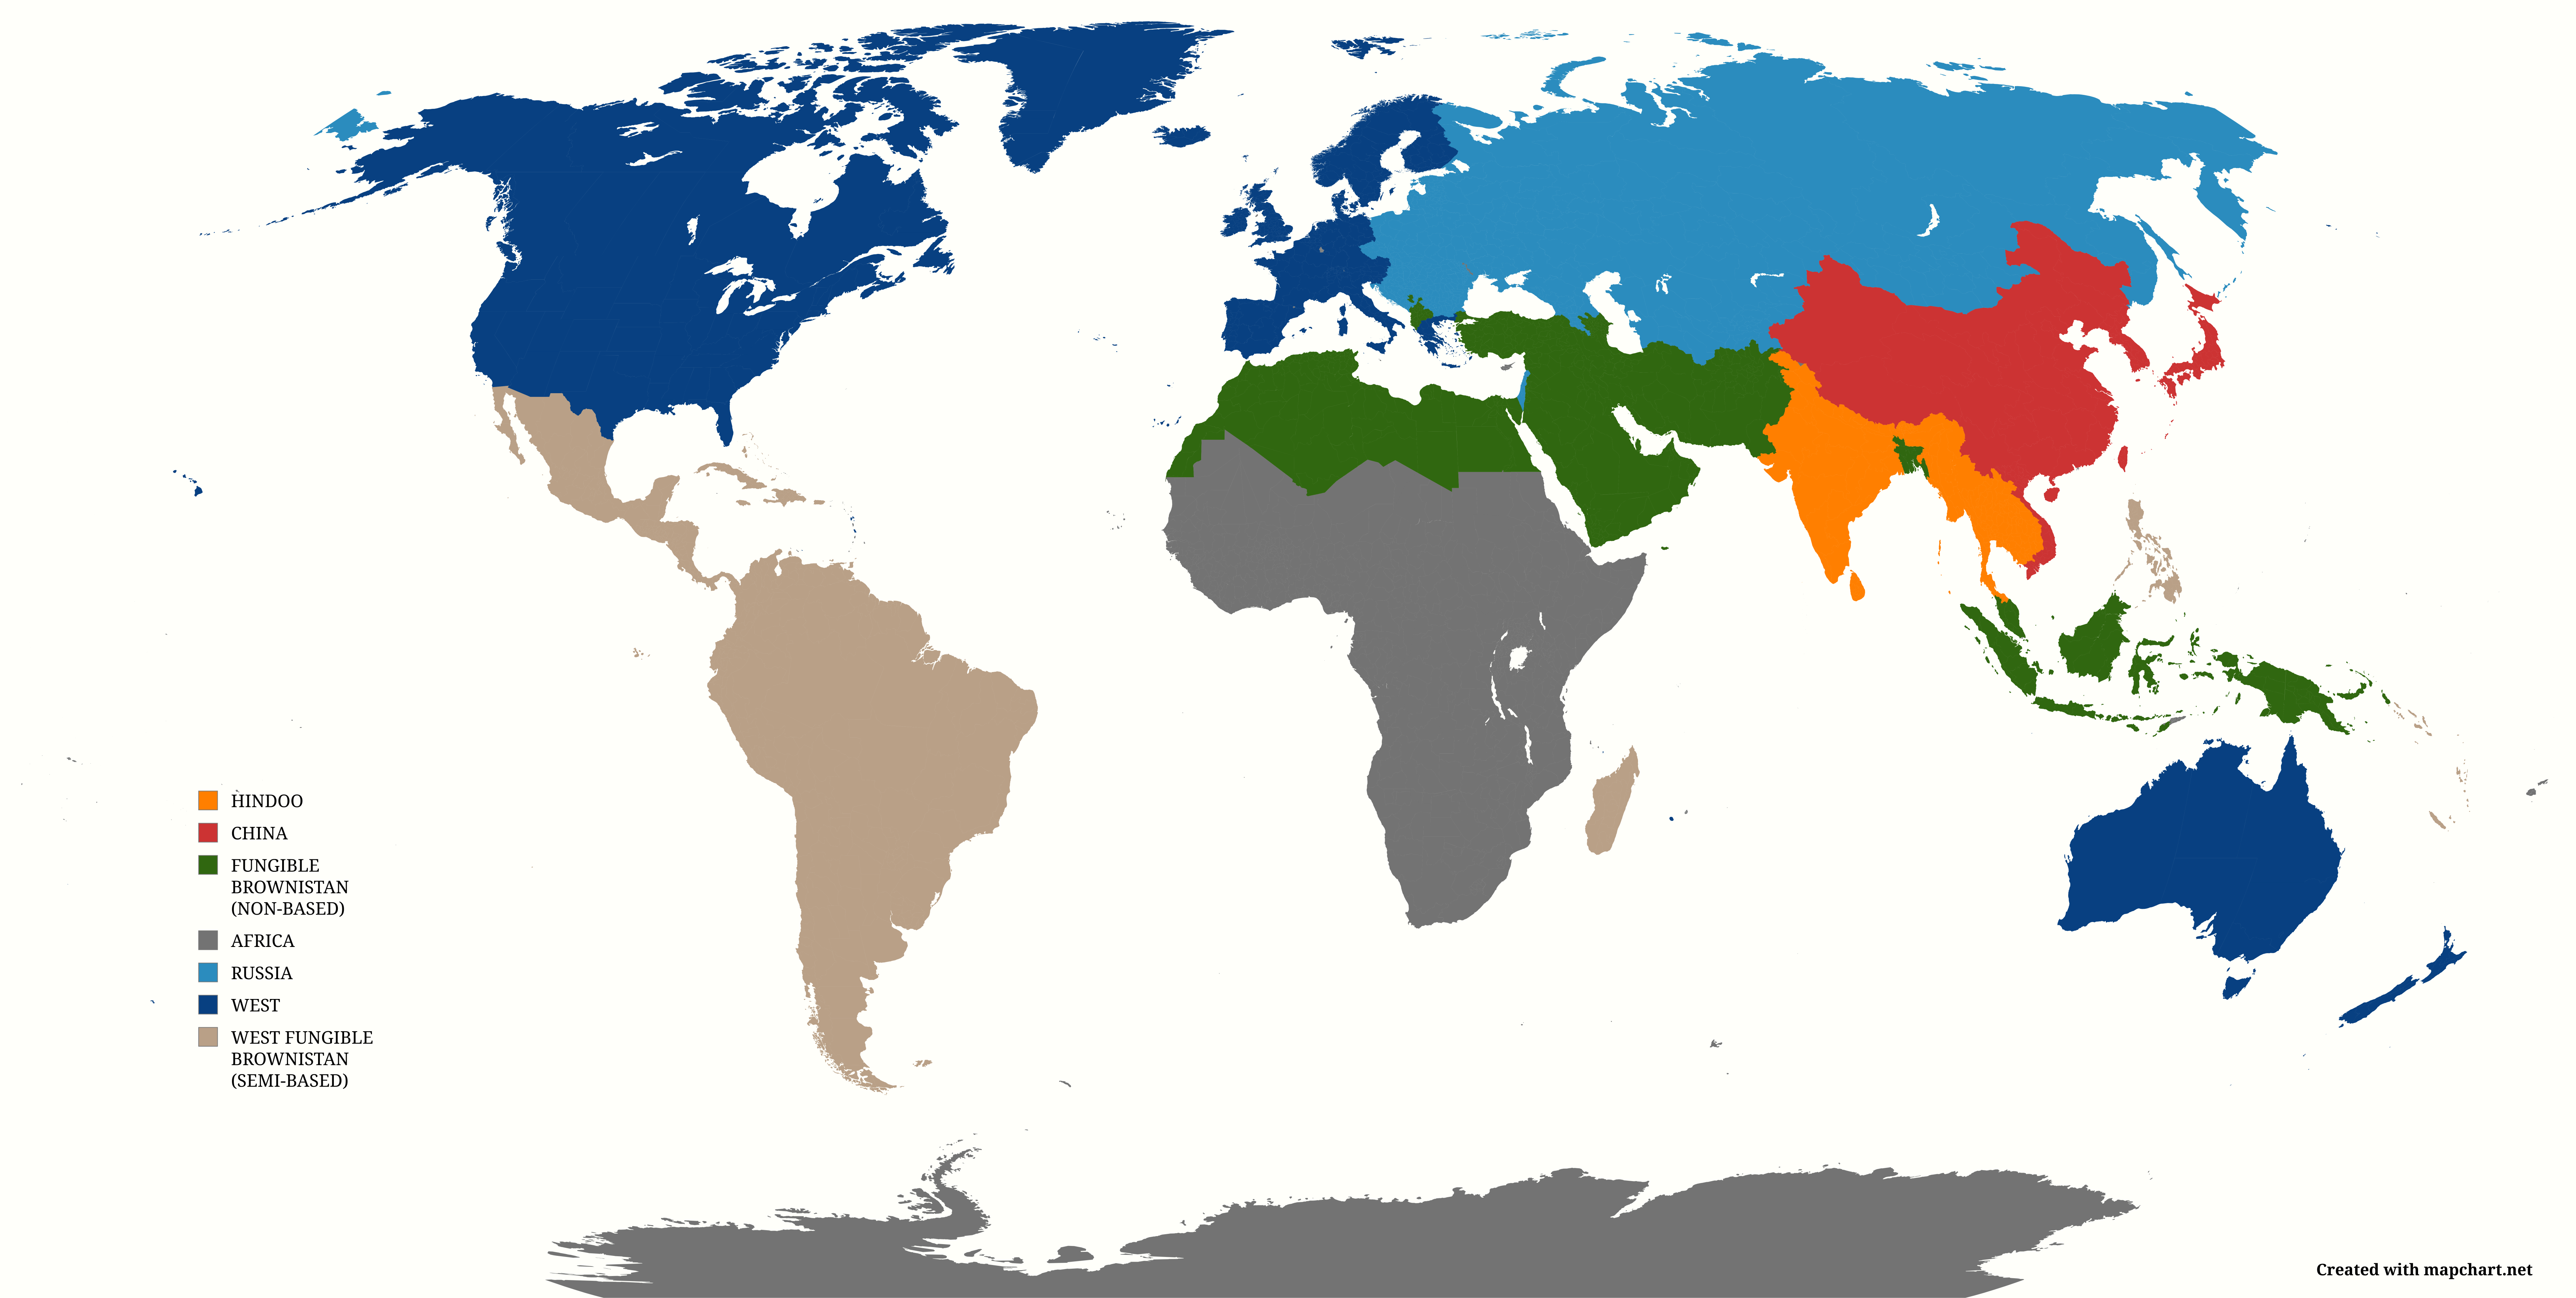 HINDOO
CHINA
FUNGIBLE
BROWNISTAN
(NON-BASED)
AFRICA
RUSSIA
WEST
WEST FUNGIBLE
BROWNISTAN
(SEMI-BASED)
Created with mapchart.net